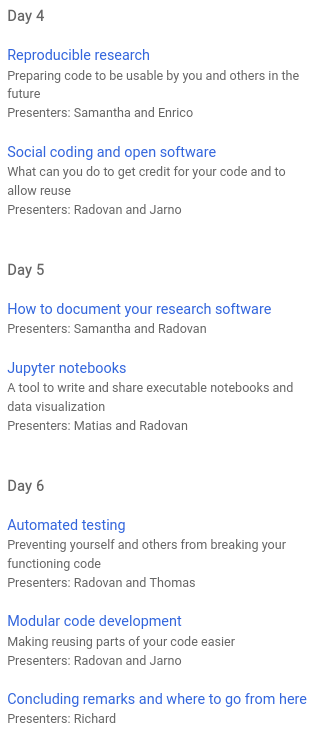 Day 4
Reproducible research
Preparing code to be usable by you and others in the
future
Presenters: Samantha and Enrico
Social coding and open software
What can you do to get credit for your code and to
allow reuse
Presenters: Radovan and Jarno
Day 5
How to document your research software
Presenters: Samantha and Radovan
Jupyter notebooks
A tool to write and share executable notebooks and
data visualization
Presenters: Matias and Radovan
Day 6
Automated testing
Preventing yourself and others from breaking your
functioning code
Presenters: Radovan and Thomas
Modular code development
Making reusing parts of your code easier
Presenters: Radovan and Jarno
Concluding remarks and where to go from here
Presenters: Richard